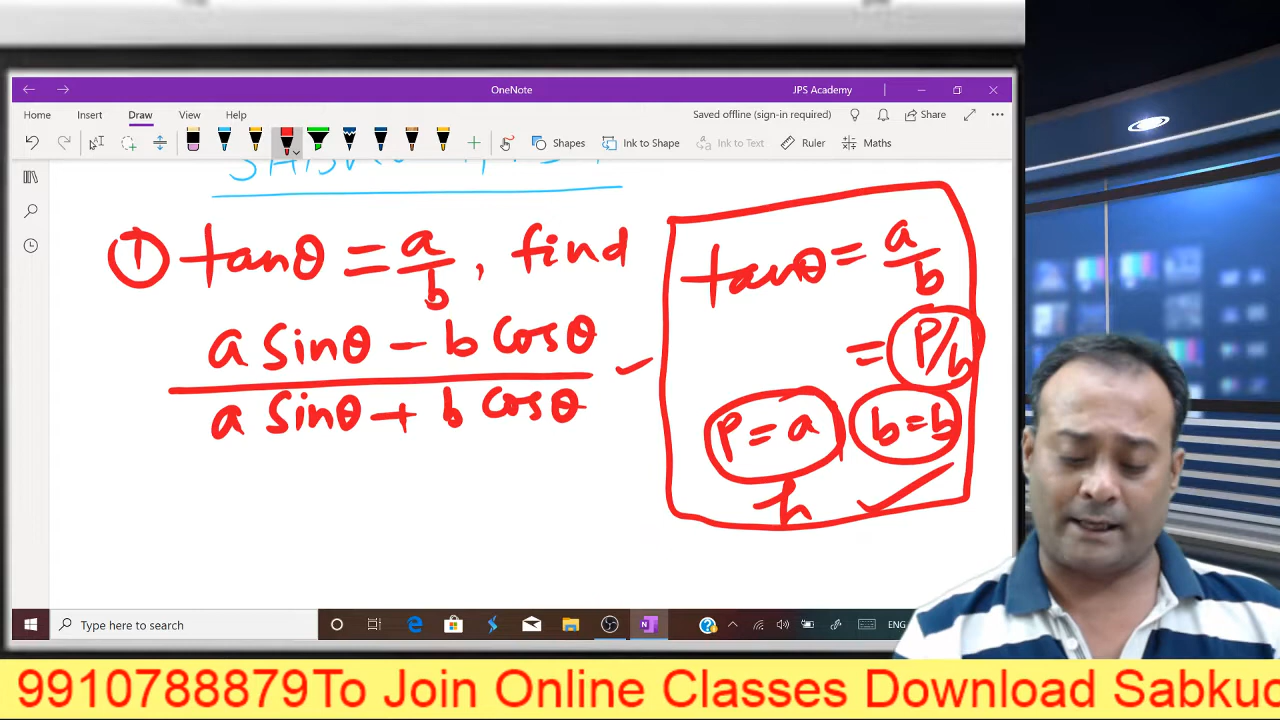 OneNote
JPS Academy
Home Insert Draw View Help
Saved offline (sign-in required)
Share
Shapes
Ink to Shape
Ink to Text
Ruler
Maths
① tanθ = a/b, find
a sinθ − b cosθ
a sinθ + b cosθ
tanθ = a/b
= P/b
P = a b = b
h
Type here to search
ENG
9910788879To Join Online Classes Download Sabkuc